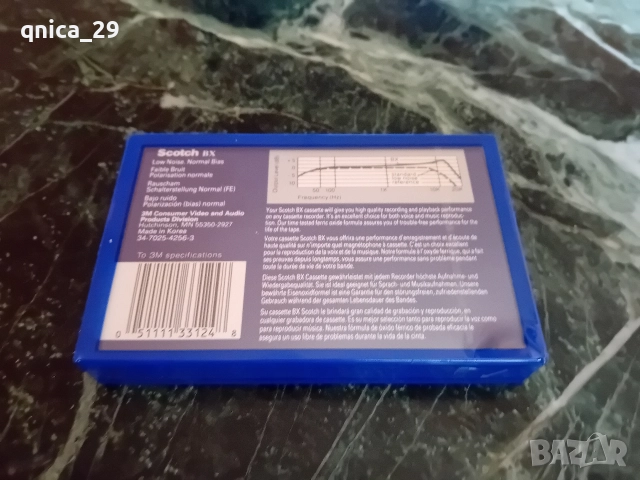 qnica_29
Scotch BX
Low Noise. Normal Bias
Faible Bruit
Polarisation normale
Rauscharm
Schalterstellung Normal (FE)
Bajo ruido
Polarización (bias) normal
3M Consumer Video and Audio
Products Division
Hutchinson, MN 55350-2927
Made in Korea
34-7025-4256-3
To 3M specifications
0 51111 33124 8
Frequency (Hz)
Your Scotch BX cassette will give you high quality recording and playback performance
on any cassette recorder. It's an excellent choice for both voice and music reproduc-
tion. Our time tested ferric oxide formula assures you of trouble free performance for the
life of the tape.
Votre cassette Scotch BX vous offrira une performance d'enregistrement et d'écoute de
haute qualité sur n'importe quel magnétophone à cassette. C'est un choix excellent
pour la reproduction de la voix et de la musique. Notre formule à l'oxyde ferrique, qui a fait
ses preuves depuis longtemps, vous assure une performance sans problème pendant
toute la durée de vie de votre bande.
Diese Scotch BX Cassette gewährleistet mit jedem Recorder höchste Aufnahme- und
Wiedergabequalität. Sie ist ideal geeignet für Sprach- und Musikaufnahmen. Unsere
bewährte Eisenoxidformel ist eine Garantie für den störungsfreien, zufriedenstellenden
Gebrauch während der gesamten Lebensdauer des Bandes.
Su cassette BX Scotch le brindará gran calidad de grabación y reproducción, en
cualquier grabadora de cassette. Es su mejor selección tanto para reproducir la voz como
para reproducir música. Nuestra fórmula de óxido férrico de probada eficacia le
asegura un uso libre de problemas durante la vida de la cinta.
BAZAR